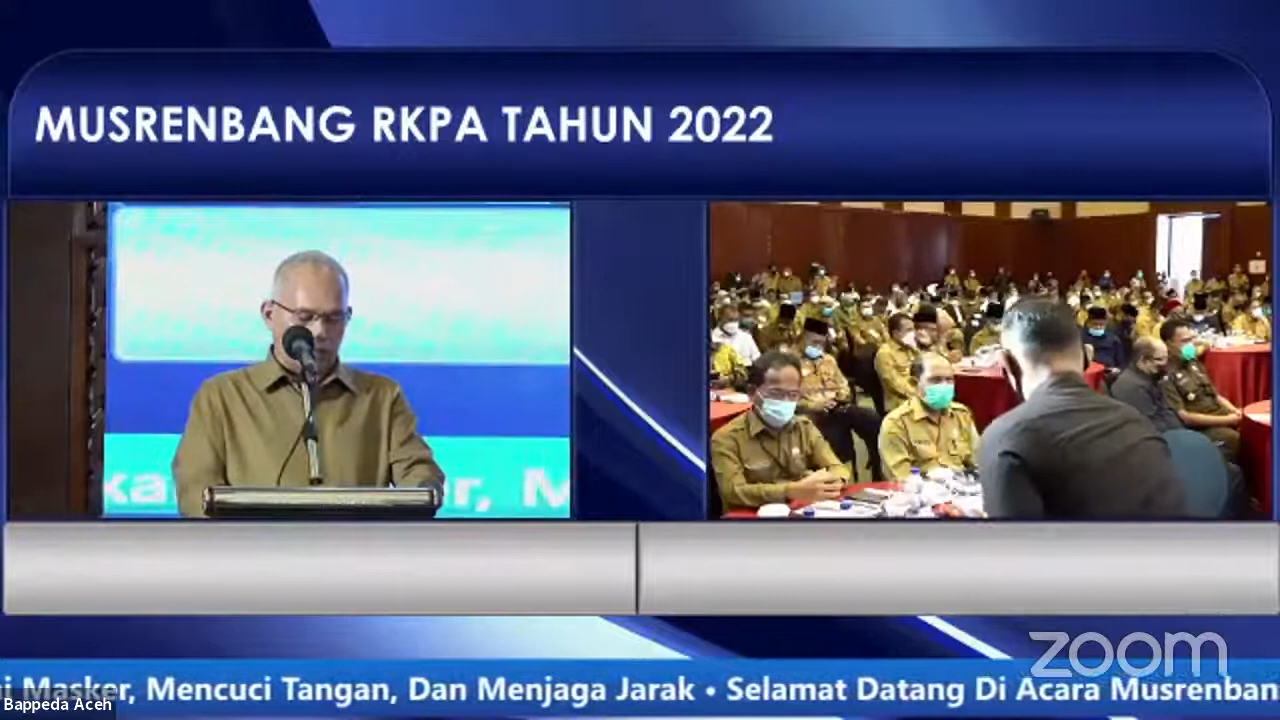 MUSRENBANG RKPA TAHUN 2022
zoom
Masker, Mencuci Tangan, Dan Menjaga Jarak • Selamat Datang Di Acara Musrenban
Bappeda Aceh